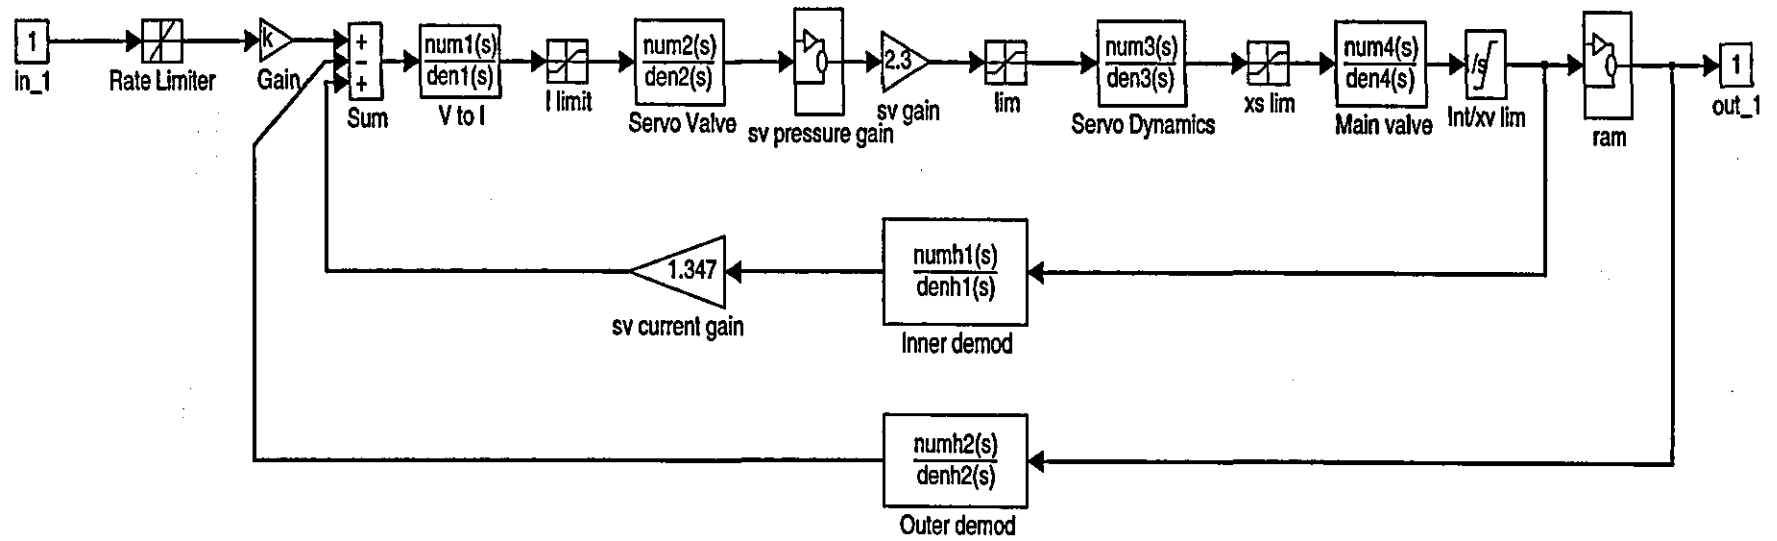 1
in_1
Rate Limiter
k
Gain
+
−
+
Sum
num1(s)
den1(s)
V to I
I limit
num2(s)
den2(s)
Servo Valve
sv pressure gain
2.3
sv gain
lim
num3(s)
den3(s)
Servo Dynamics
xs lim
num4(s)
den4(s)
Main valve
/s
Int/xv lim
ram
1
out_1
1.347
sv current gain
numh1(s)
denh1(s)
Inner demod
numh2(s)
denh2(s)
Outer demod